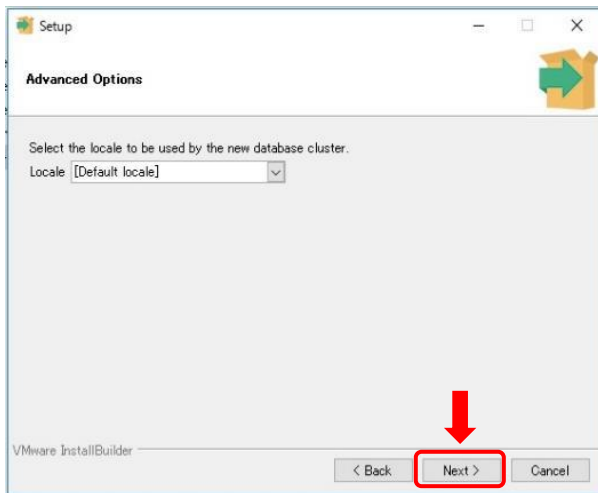 Setup
Advanced Options
Select the locale to be used by the new database cluster.
Locale [Default locale]
VMware InstallBuilder
< Back Next > Cancel